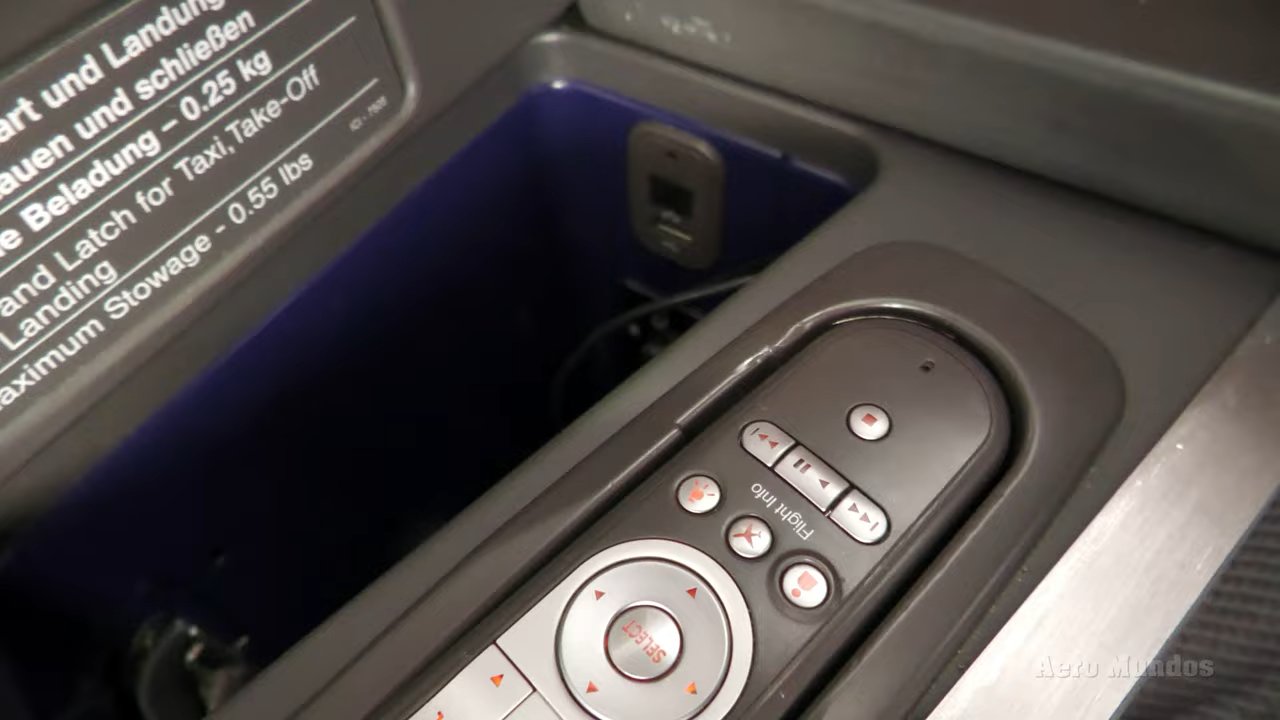 art und Landung
auen und schließen
e Beladung – 0.25 kg
and Latch for Taxi, Take-Off
Landing
aximum Stowage - 0.55 lbs
Flight Info
SELECT
Aero Mundos